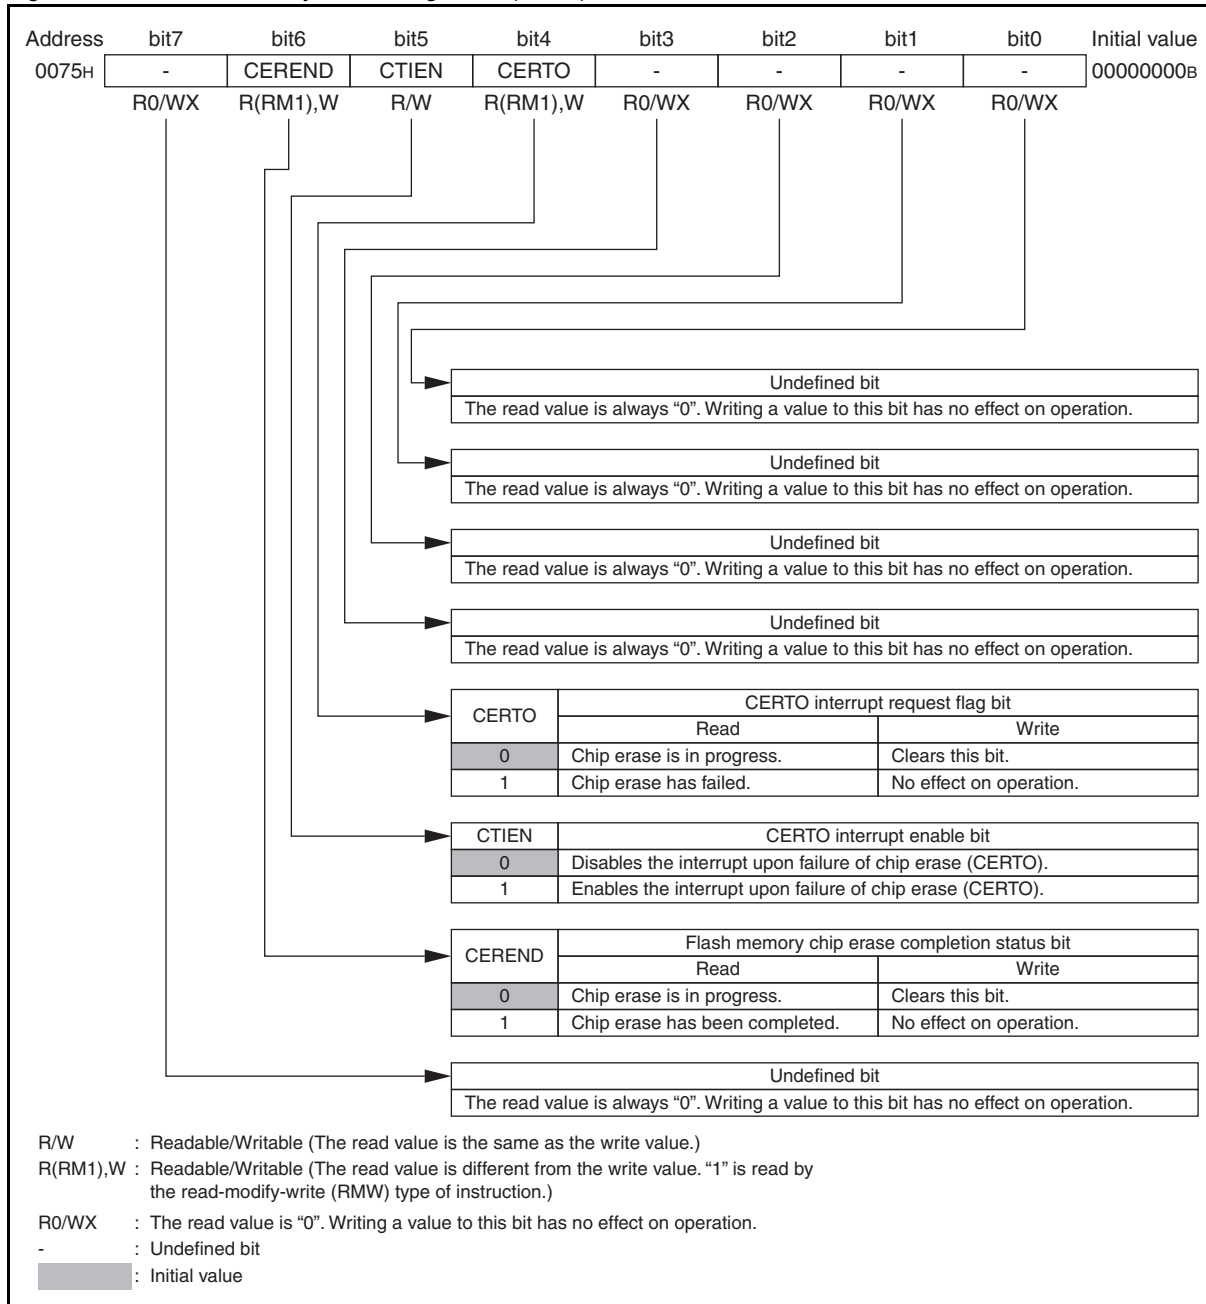 Address bit7 bit6 bit5 bit4 bit3 bit2 bit1 bit0 Initial value
0075H - CEREND CTIEN CERTO - - - - 00000000B
R0/WX R(RM1),W R/W R(RM1),W R0/WX R0/WX R0/WX R0/WX
Undefined bit
The read value is always “0”. Writing a value to this bit has no effect on operation.
Undefined bit
The read value is always “0”. Writing a value to this bit has no effect on operation.
Undefined bit
The read value is always “0”. Writing a value to this bit has no effect on operation.
Undefined bit
The read value is always “0”. Writing a value to this bit has no effect on operation.
CERTO CERTO interrupt request flag bit
Read Write
0 Chip erase is in progress. Clears this bit.
1 Chip erase has failed. No effect on operation.
CTIEN CERTO interrupt enable bit
0 Disables the interrupt upon failure of chip erase (CERTO).
1 Enables the interrupt upon failure of chip erase (CERTO).
CEREND Flash memory chip erase completion status bit
Read Write
0 Chip erase is in progress. Clears this bit.
1 Chip erase has been completed. No effect on operation.
Undefined bit
The read value is always “0”. Writing a value to this bit has no effect on operation.
R/W : Readable/Writable (The read value is the same as the write value.)
R(RM1),W : Readable/Writable (The read value is different from the write value. “1” is read by
the read-modify-write (RMW) type of instruction.)
R0/WX : The read value is “0”. Writing a value to this bit has no effect on operation.
- : Undefined bit
: Initial value